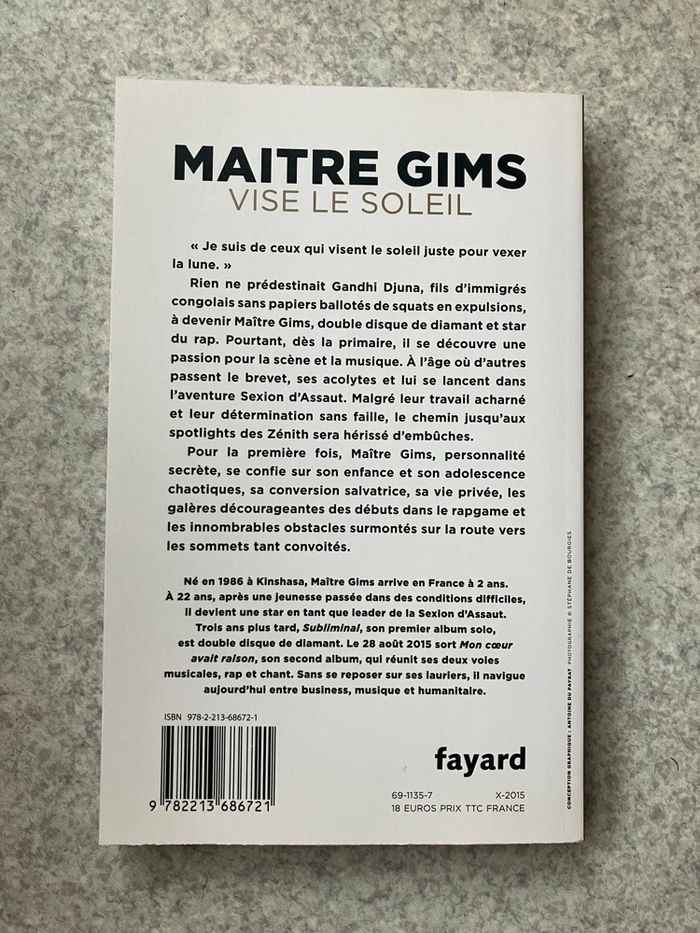 MAITRE GIMS
VISE LE SOLEIL
« Je suis de ceux qui visent le soleil juste pour vexer
la lune. »
Rien ne prédestinait Gandhi Djuna, fils d'immigrés
congolais sans papiers ballotés de squats en expulsions,
à devenir Maître Gims, double disque de diamant et star
du rap. Pourtant, dès la primaire, il se découvre une
passion pour la scène et la musique. À l'âge où d'autres
passent le brevet, ses acolytes et lui se lancent dans
l'aventure Sexion d'Assaut. Malgré leur travail acharné
et leur détermination sans faille, le chemin jusqu'aux
spotlights des Zénith sera hérissé d'embûches.
Pour la première fois, Maître Gims, personnalité
secrète, se confie sur son enfance et son adolescence
chaotiques, sa conversion salvatrice, sa vie privée, les
galères décourageantes des débuts dans le rapgame et
les innombrables obstacles surmontés sur la route vers
les sommets tant convoités.
Né en 1986 à Kinshasa, Maître Gims arrive en France à 2 ans.
À 22 ans, après une jeunesse passée dans des conditions difficiles,
il devient une star en tant que leader de la Sexion d'Assaut.
Trois ans plus tard, Subliminal, son premier album solo,
est double disque de diamant. Le 28 août 2015 sort Mon cœur
avait raison, son second album, qui réunit ses deux voies
musicales, rap et chant. Sans se reposer sur ses lauriers, il navigue
aujourd'hui entre business, musique et humanitaire.
ISBN 978-2-213-68672-1
9 782213 686721
fayard
69-1135-7 X-2015
18 EUROS PRIX TTC FRANCE
CONCEPTION GRAPHIQUE : ANTOINE DU PAYRAT PHOTOGRAPHIE © STÉPHANE DE BOURGIES